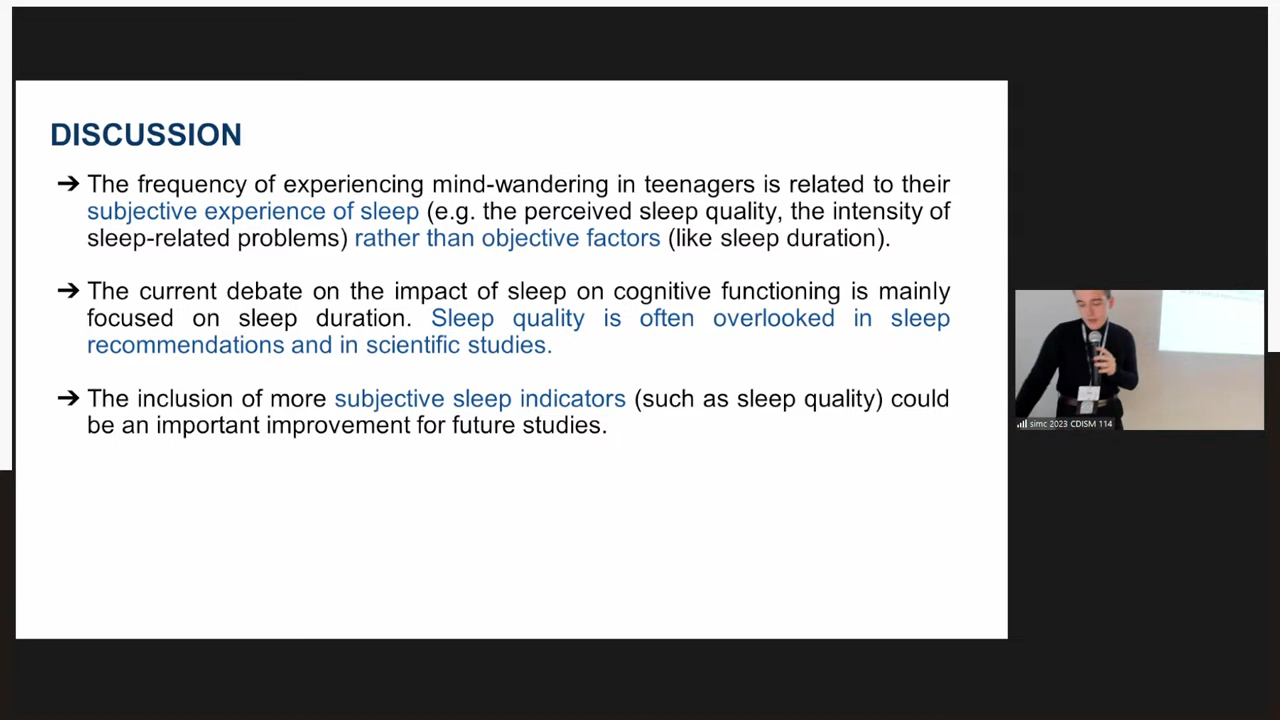 DISCUSSION
➔ The frequency of experiencing mind-wandering in teenagers is related to their
subjective experience of sleep (e.g. the perceived sleep quality, the intensity of
sleep-related problems) rather than objective factors (like sleep duration).
➔ The current debate on the impact of sleep on cognitive functioning is mainly
focused on sleep duration. Sleep quality is often overlooked in sleep
recommendations and in scientific studies.
➔ The inclusion of more subjective sleep indicators (such as sleep quality) could
be an important improvement for future studies.
simc 2023 CDISM 114